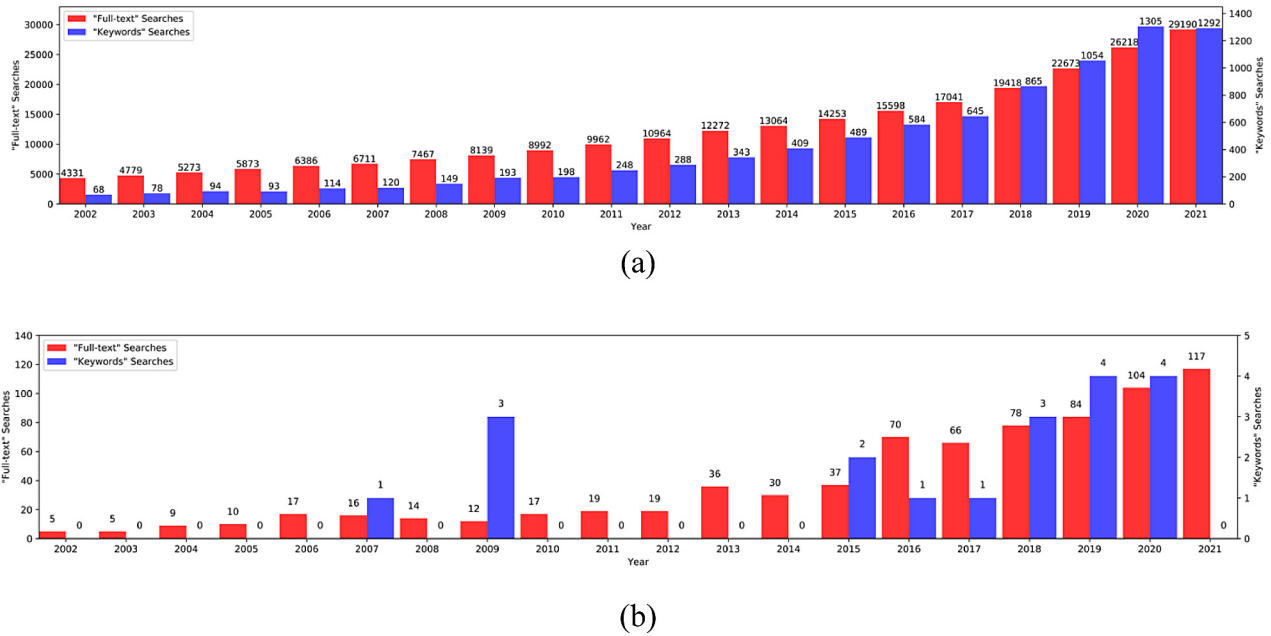 "Full-text" Searches
"Keywords" Searches
30000
25000
20000
15000
10000
5000
0
1400
1200
1000
800
600
400
200
0
"Full-text" Searches
"Keywords" Searches
4331 68 4779 78 5273 94 5873 93 6386 114 6711 120 7467 149 8139 193 8992 198 9962 248 10964 288 12272 343 13064 409 14253 489 15598 584 17041 645 19418 865 22673 1054 26218 1305 29190 1292
2002 2003 2004 2005 2006 2007 2008 2009 2010 2011 2012 2013 2014 2015 2016 2017 2018 2019 2020 2021
Year
(a)
"Full-text" Searches
"Keywords" Searches
140
120
100
80
60
40
20
0
5
4
3
2
1
0
"Full-text" Searches
"Keywords" Searches
5 0 5 0 9 0 10 0 17 0 16 1 14 0 12 3 17 0 19 0 19 0 36 0 30 0 37 2 70 1 66 1 78 3 84 4 104 4 117 0
2002 2003 2004 2005 2006 2007 2008 2009 2010 2011 2012 2013 2014 2015 2016 2017 2018 2019 2020 2021
Year
(b)